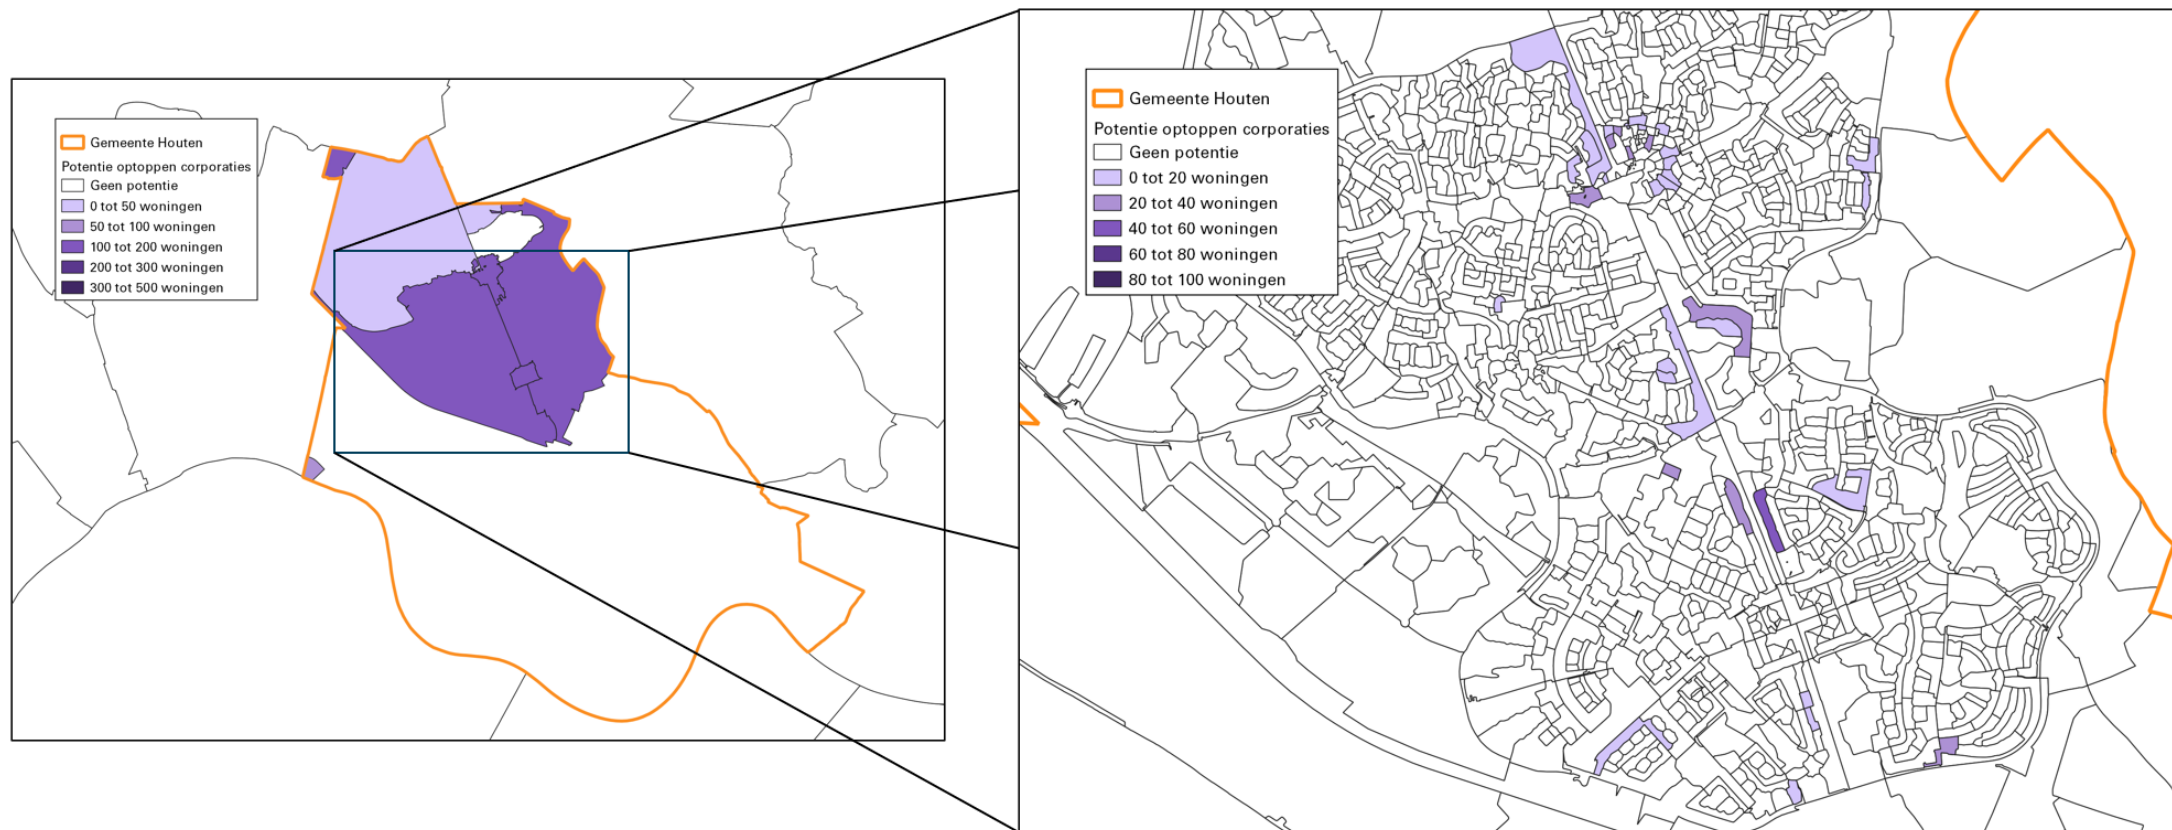 Gemeente Houten
Potentie optoppen corporaties
Geen potentie
0 tot 50 woningen
50 tot 100 woningen
100 tot 200 woningen
200 tot 300 woningen
300 tot 500 woningen
Gemeente Houten
Potentie optoppen corporaties
Geen potentie
0 tot 20 woningen
20 tot 40 woningen
40 tot 60 woningen
60 tot 80 woningen
80 tot 100 woningen